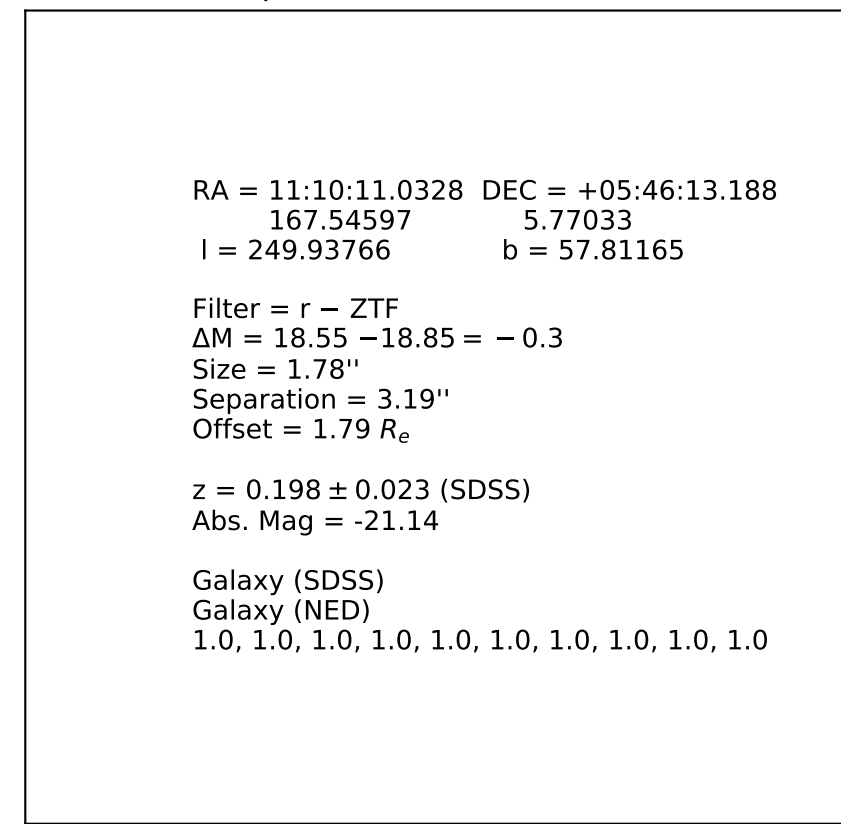 RA = 11:10:11.0328 DEC = +05:46:13.188
167.54597 5.77033
l = 249.93766 b = 57.81165
Filter = r − ZTF
ΔM = 18.55 −18.85 = − 0.3
Size = 1.78''
Separation = 3.19''
Offset = 1.79 Rₑ
z = 0.198 ± 0.023 (SDSS)
Abs. Mag = -21.14
Galaxy (SDSS)
Galaxy (NED)
1.0, 1.0, 1.0, 1.0, 1.0, 1.0, 1.0, 1.0, 1.0, 1.0